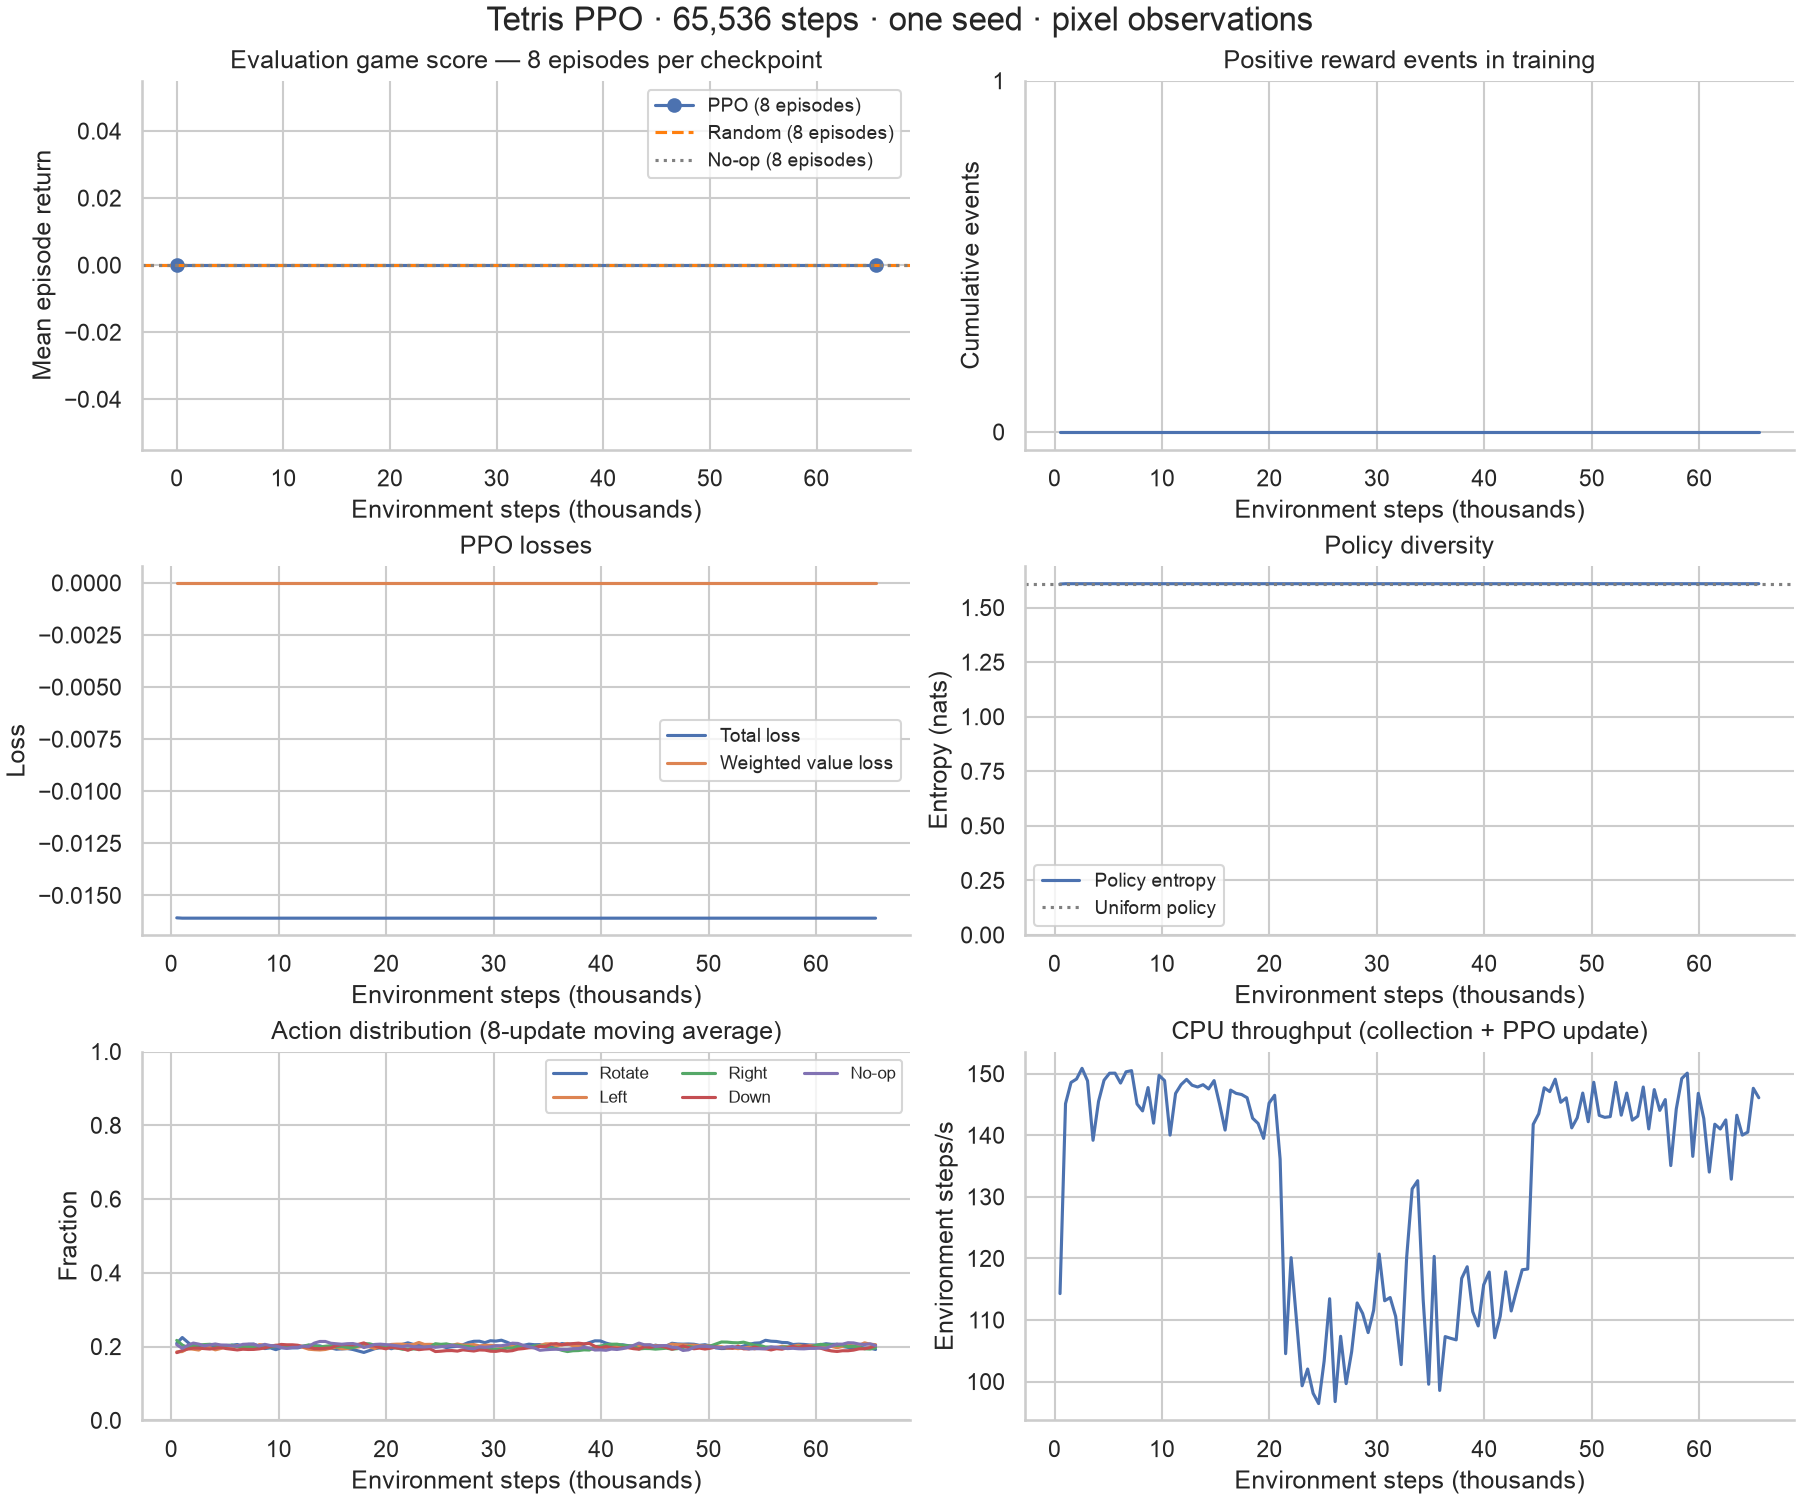 Tetris PPO · 65,536 steps · one seed · pixel observations
Evaluation game score — 8 episodes per checkpoint
Mean episode return
0.04
0.02
0.00
−0.02
−0.04
PPO (8 episodes)
Random (8 episodes)
No-op (8 episodes)
0 10 20 30 40 50 60
Environment steps (thousands)
Positive reward events in training
Cumulative events
1
0
0 10 20 30 40 50 60
Environment steps (thousands)
PPO losses
Loss
0.0000
−0.0025
−0.0050
−0.0075
−0.0100
−0.0125
−0.0150
Total loss
Weighted value loss
0 10 20 30 40 50 60
Environment steps (thousands)
Policy diversity
Entropy (nats)
1.50
1.25
1.00
0.75
0.50
0.25
0.00
Policy entropy
Uniform policy
0 10 20 30 40 50 60
Environment steps (thousands)
Action distribution (8-update moving average)
Fraction
1.0
0.8
0.6
0.4
0.2
0.0
Rotate Right No-op
Left Down
0 10 20 30 40 50 60
Environment steps (thousands)
CPU throughput (collection + PPO update)
Environment steps/s
150
140
130
120
110
100
0 10 20 30 40 50 60
Environment steps (thousands)